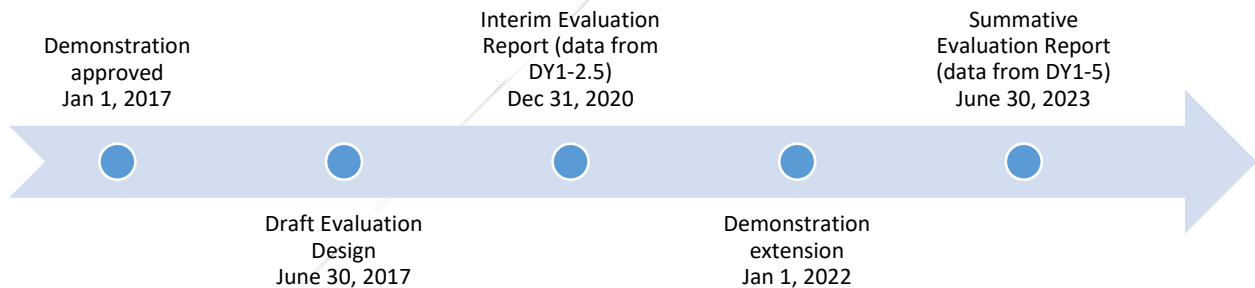 Demonstration
approved
Jan 1, 2017
Draft Evaluation
Design
June 30, 2017
Interim Evaluation
Report (data from
DY1-2.5)
Dec 31, 2020
Demonstration
extension
Jan 1, 2022
Summative
Evaluation Report
(data from DY1-5)
June 30, 2023